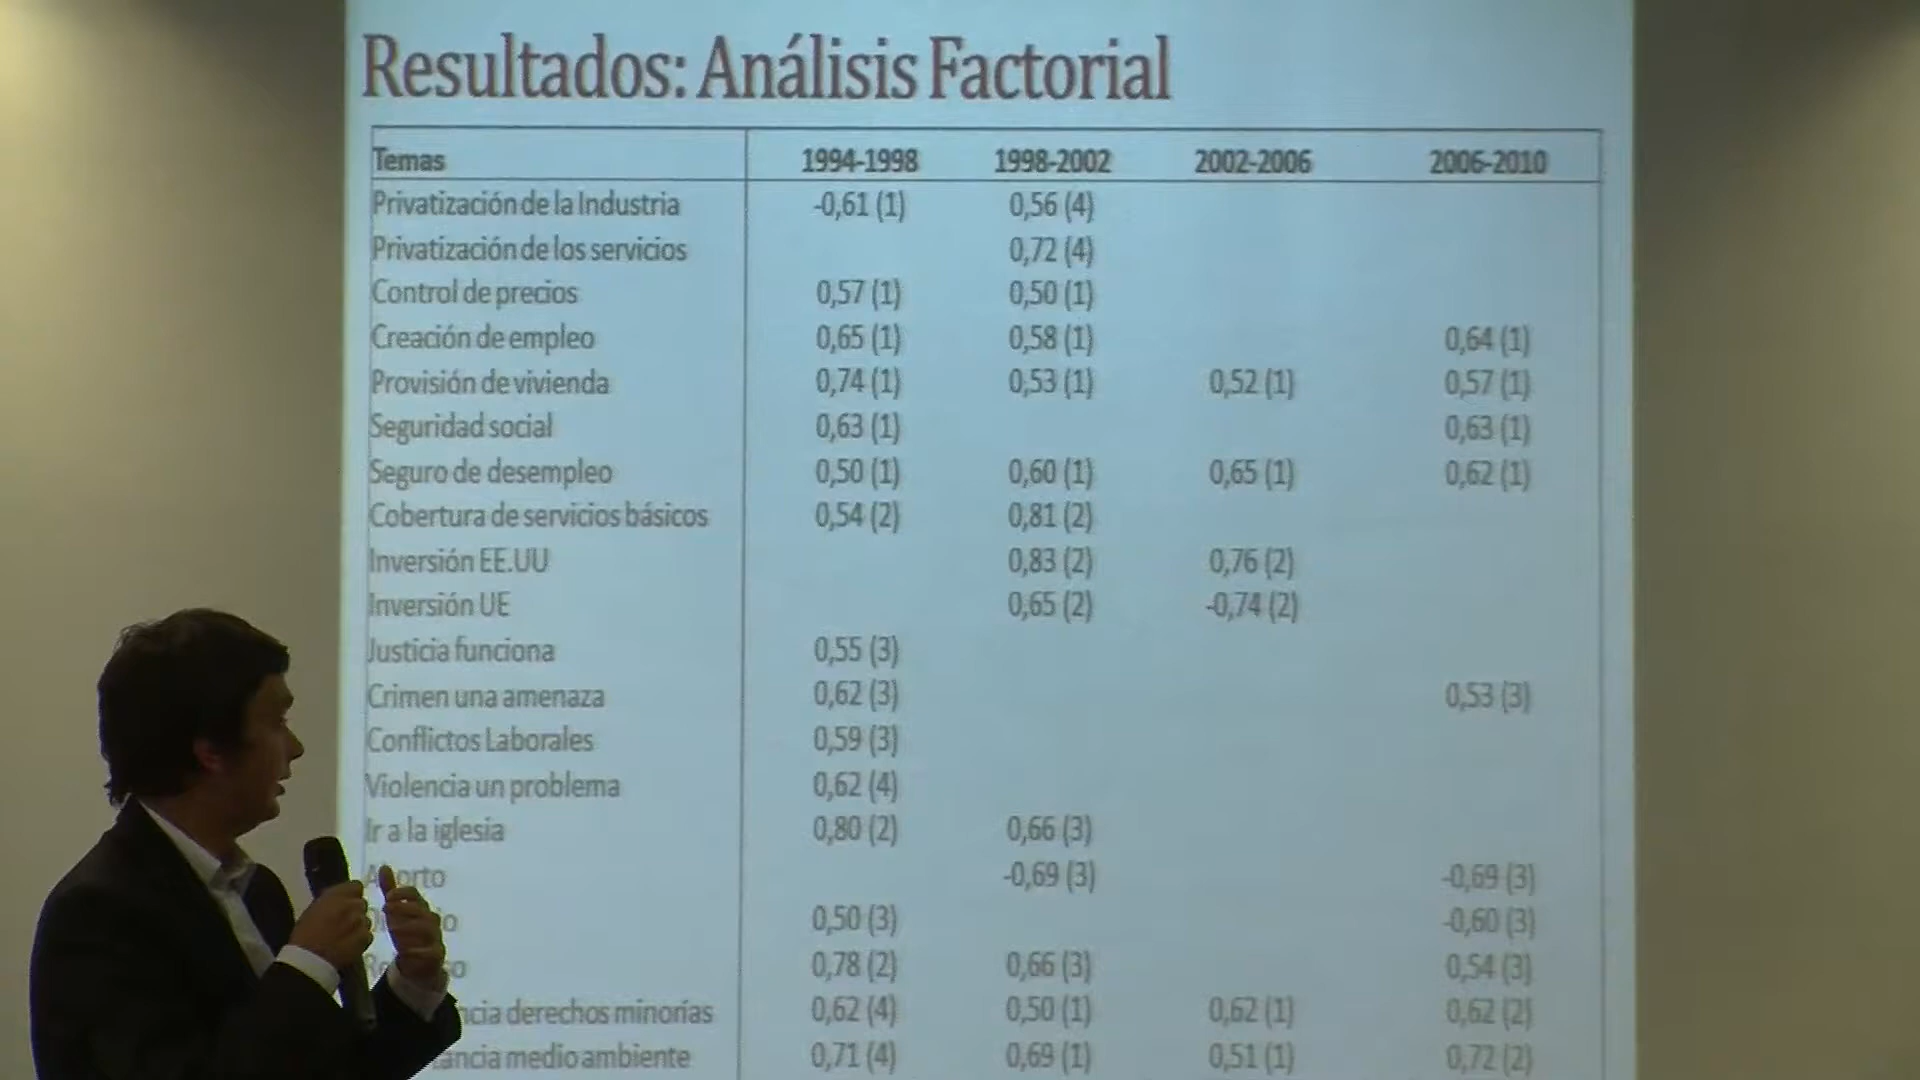 Resultados: Análisis Factorial
Temas 1994-1998 1998-2002 2002-2006 2006-2010
Privatización de la Industria -0,61 (1) 0,56 (4)
Privatización de los servicios 0,72 (4)
Control de precios 0,57 (1) 0,50 (1)
Creación de empleo 0,65 (1) 0,58 (1) 0,64 (1)
Provisión de vivienda 0,74 (1) 0,53 (1) 0,52 (1) 0,57 (1)
Seguridad social 0,63 (1) 0,63 (1)
Seguro de desempleo 0,50 (1) 0,60 (1) 0,65 (1) 0,62 (1)
Cobertura de servicios básicos 0,54 (2) 0,81 (2)
Inversión EE.UU 0,83 (2) 0,76 (2)
Inversión UE 0,65 (2) -0,74 (2)
Justicia funciona 0,55 (3)
Crimen una amenaza 0,62 (3) 0,53 (3)
Conflictos Laborales 0,59 (3)
Violencia un problema 0,62 (4)
Ir a la iglesia 0,80 (2) 0,66 (3)
-0,69 (3) -0,69 (3)
0,50 (3) -0,60 (3)
0,78 (2) 0,66 (3) 0,54 (3)
derechos minorías 0,62 (4) 0,50 (1) 0,62 (1) 0,62 (2)
medio ambiente 0,71 (4) 0,69 (1) 0,51 (1) 0,72 (2)